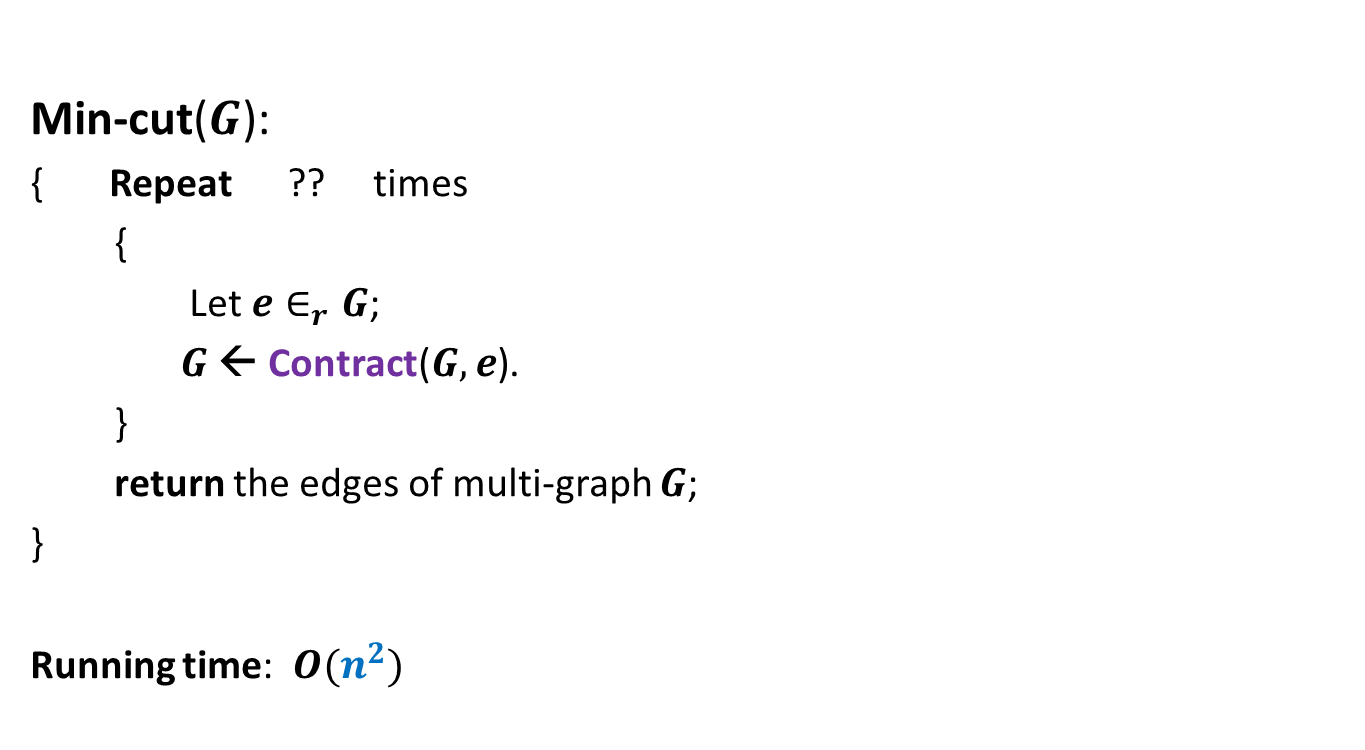 Min-cut(G):
{ Repeat ?? times
{
Let e ∈r G;
G ← Contract(G, e).
}
return the edges of multi-graph G;
}
Running time: O(n²)